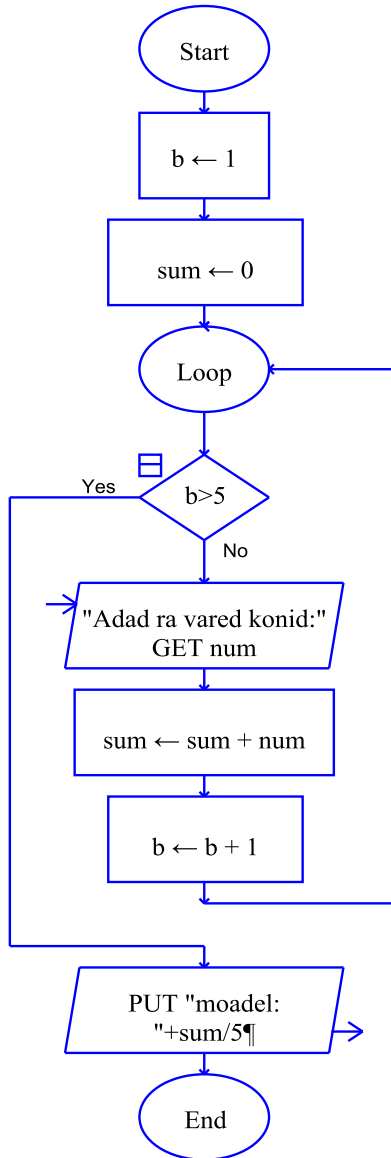 Start
b ← 1
sum ← 0
Loop
Yes
b>5
No
"Adad ra vared konid:"
GET num
sum ← sum + num
b ← b + 1
PUT "moadel:
"+sum/5¶
End